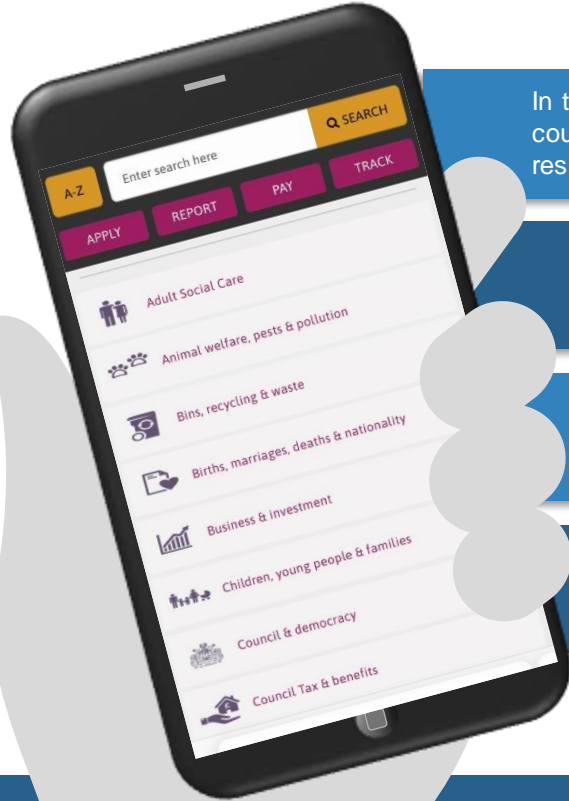 In t
cou
res
A-Z
Enter search here
SEARCH
APPLY
REPORT
PAY
TRACK
Adult Social Care
Animal welfare, pests & pollution
Bins, recycling & waste
Births, marriages, deaths & nationality
Business & investment
Children, young people & families
Council & democracy
Council Tax & benefits